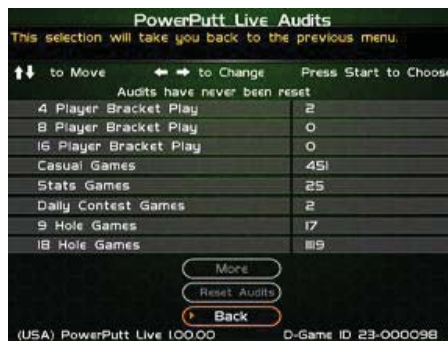 PowerPutt Live Audits
This selection will take you back to the previous menu.
to Move to Change Press Start to Choose
Audits have never been reset
4 Player Bracket Play 2
8 Player Bracket Play 0
16 Player Bracket Play 0
Casual Games 451
Stats Games 25
Daily Contest Games 2
9 Hole Games 17
18 Hole Games 1119
More
Reset Audits
Back
(USA) PowerPutt Live 1.00.00 D-Game ID 23-000098